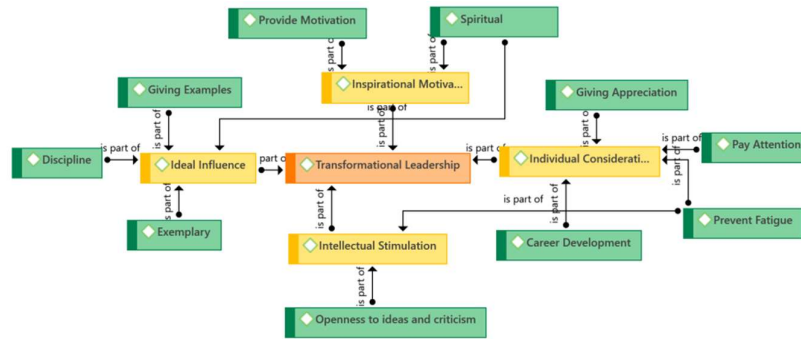 Provide Motivation
Spiritual
is part of
is part of
Inspirational Motiva...
Giving Examples
Giving Appreciation
is part of
is part of
is part of
is part of
is part of
is part of
Discipline
Ideal Influence
part o
Transformational Leadership
Individual Considerati...
Pay Attention
is part of
is part of
is part of
is part of
is part of
Exemplary
Intellectual Stimulation
Career Development
Prevent Fatigue
is part of
Openness to ideas and criticism